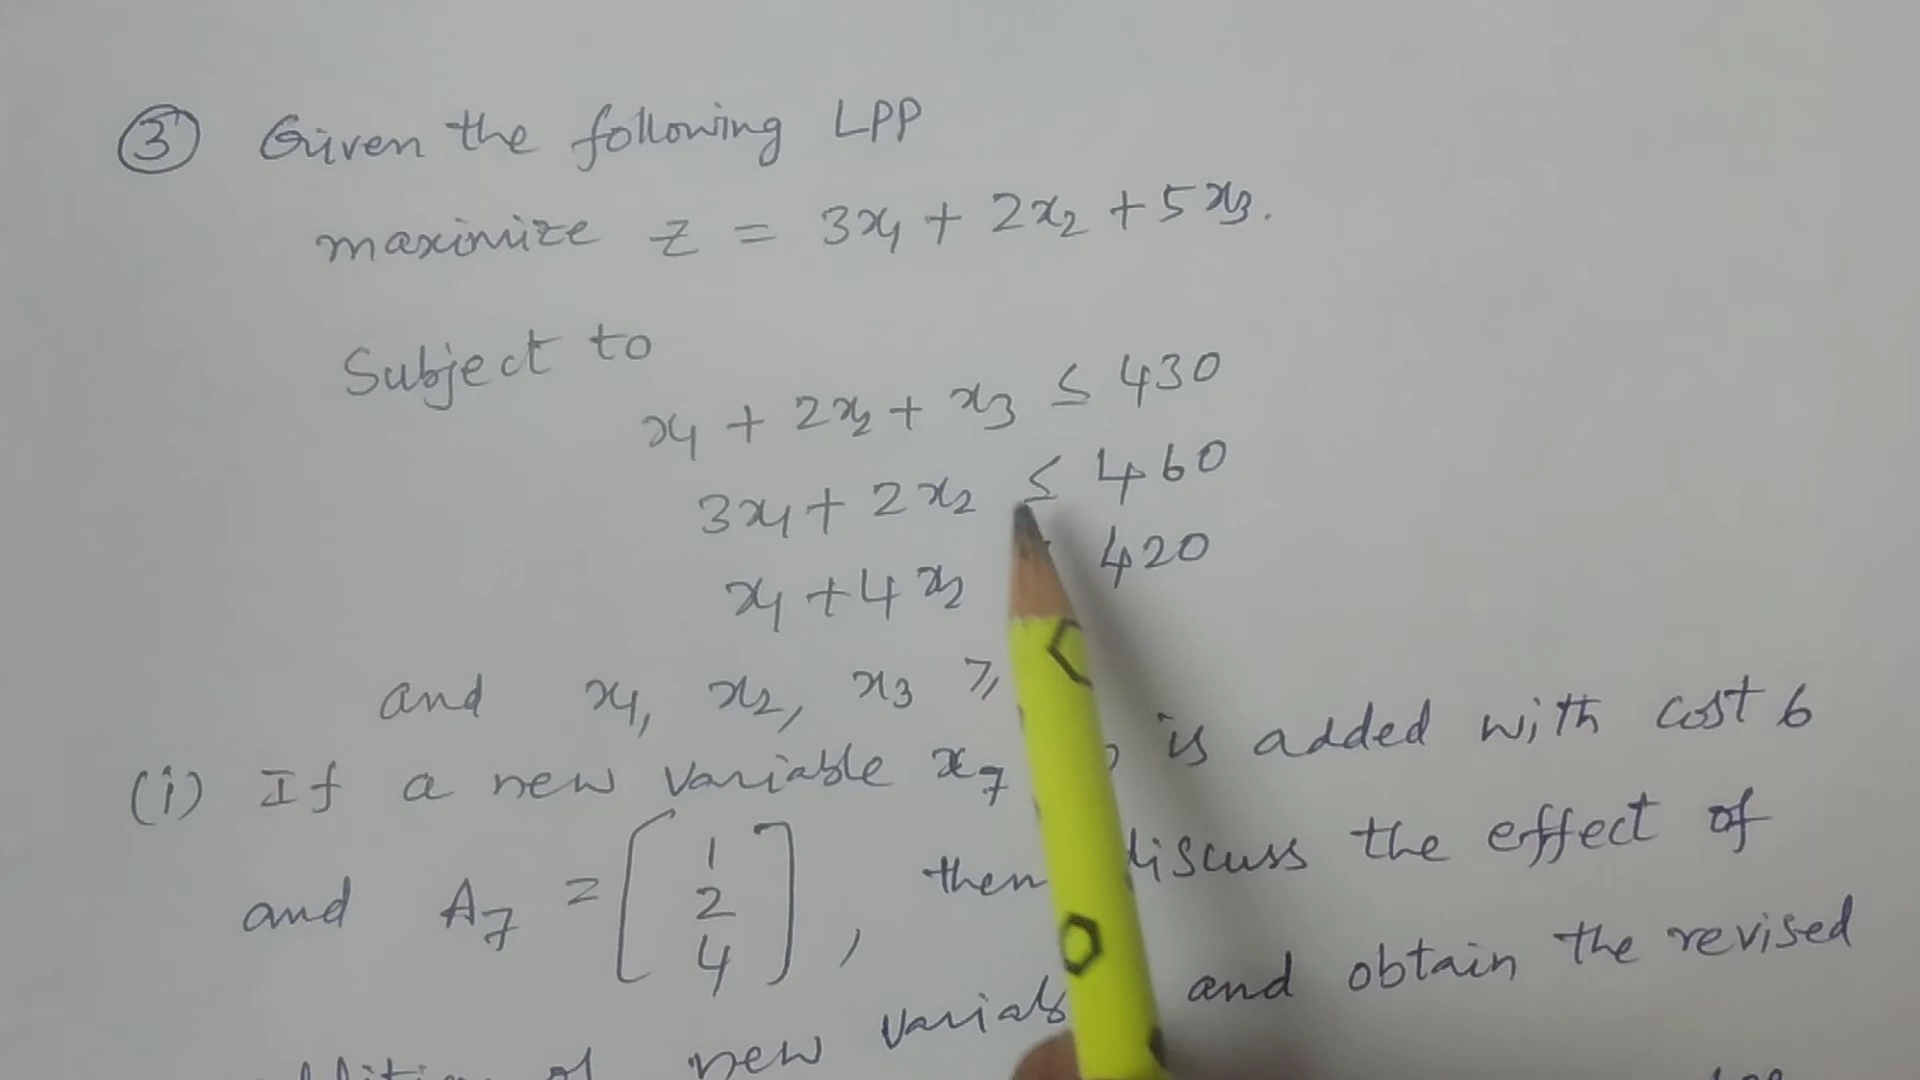 ③ Given the following LPP
maximize z = 3x₁ + 2x₂ + 5x₃.
Subject to
x₁ + 2x₂ + x₃ ≤ 430
3x₁ + 2x₂ ≤ 460
x₁ + 4x₂ 420
and x₁, x₂, x₃ ≥
(i) If a new variable x₇ is added with cost 6
and A₇ = [1 2 4], then discuss the effect of
new and obtain the revised